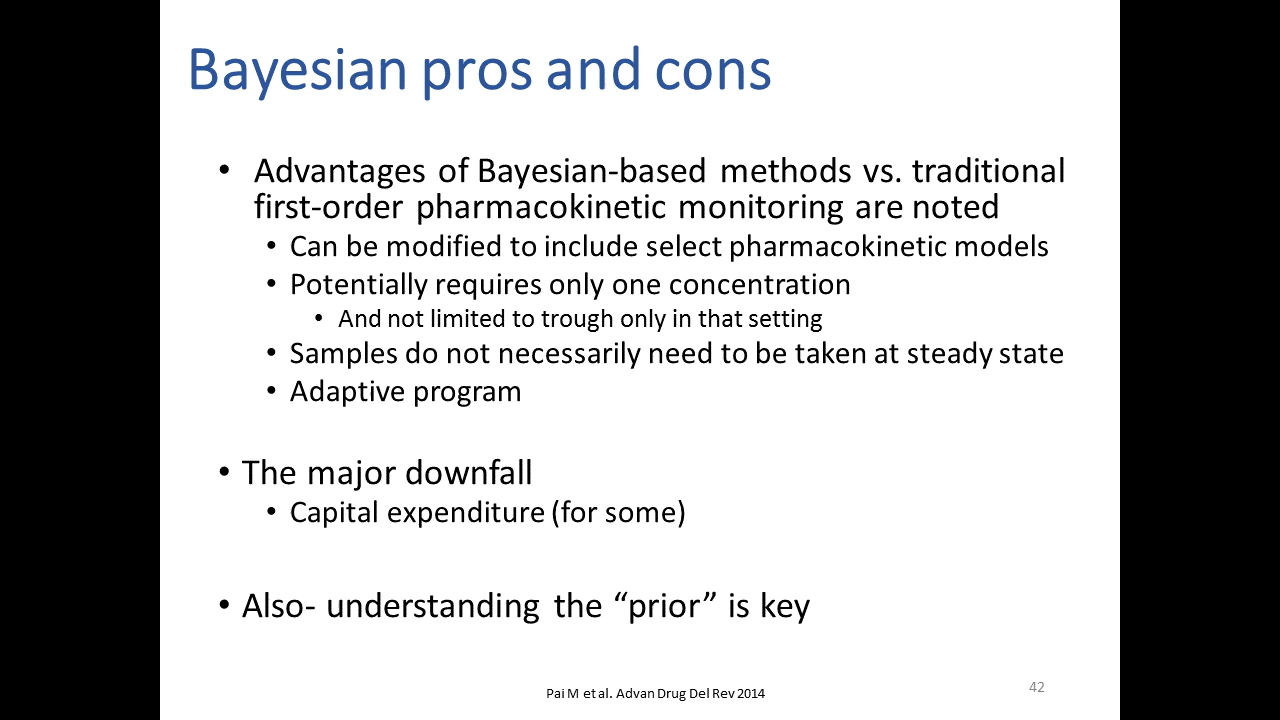 Bayesian pros and cons
• Advantages of Bayesian-based methods vs. traditional
first-order pharmacokinetic monitoring are noted
• Can be modified to include select pharmacokinetic models
• Potentially requires only one concentration
• And not limited to trough only in that setting
• Samples do not necessarily need to be taken at steady state
• Adaptive program
• The major downfall
• Capital expenditure (for some)
• Also- understanding the “prior” is key
Pai M et al. Advan Drug Del Rev 2014
42